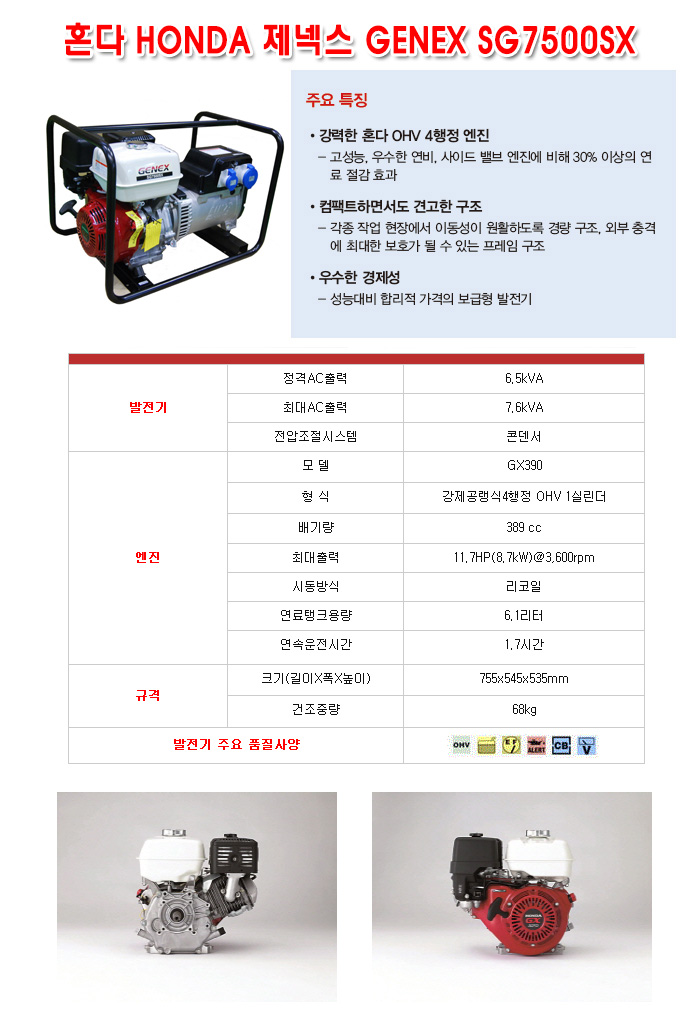 혼다 HONDA 제넥스 GENEX SG7500SX
GENEX
주요 특징
• 강력한 혼다 OHV 4행정 엔진
– 고성능, 우수한 연비, 사이드 밸브 엔진에 비해 30% 이상의 연
료 절감 효과
• 컴팩트하면서도 견고한 구조
– 각종 작업 현장에서 이동성이 원활하도록 경량 구조, 외부 충격
에 최대한 보호가 될 수 있는 프레임 구조
• 우수한 경제성
– 성능대비 합리적 가격의 보급형 발전기
발전기
정격AC출력 6,5kVA
최대AC출력 7,6kVA
전압조절시스템 콘덴서
엔진
모 델 GX390
형 식 강제공랭식4행정 OHV 1실린더
배기량 389 cc
최대출력 11,7HP(8,7kW)@3,600rpm
시동방식 리코일
연료탱크용량 6,1리터
연속운전시간 1,7시간
규격
크기(길이X폭X높이) 755x545x535mm
건조중량 68kg
발전기 주요 품질사양 OHV ALERT CB V
HONDA
GX